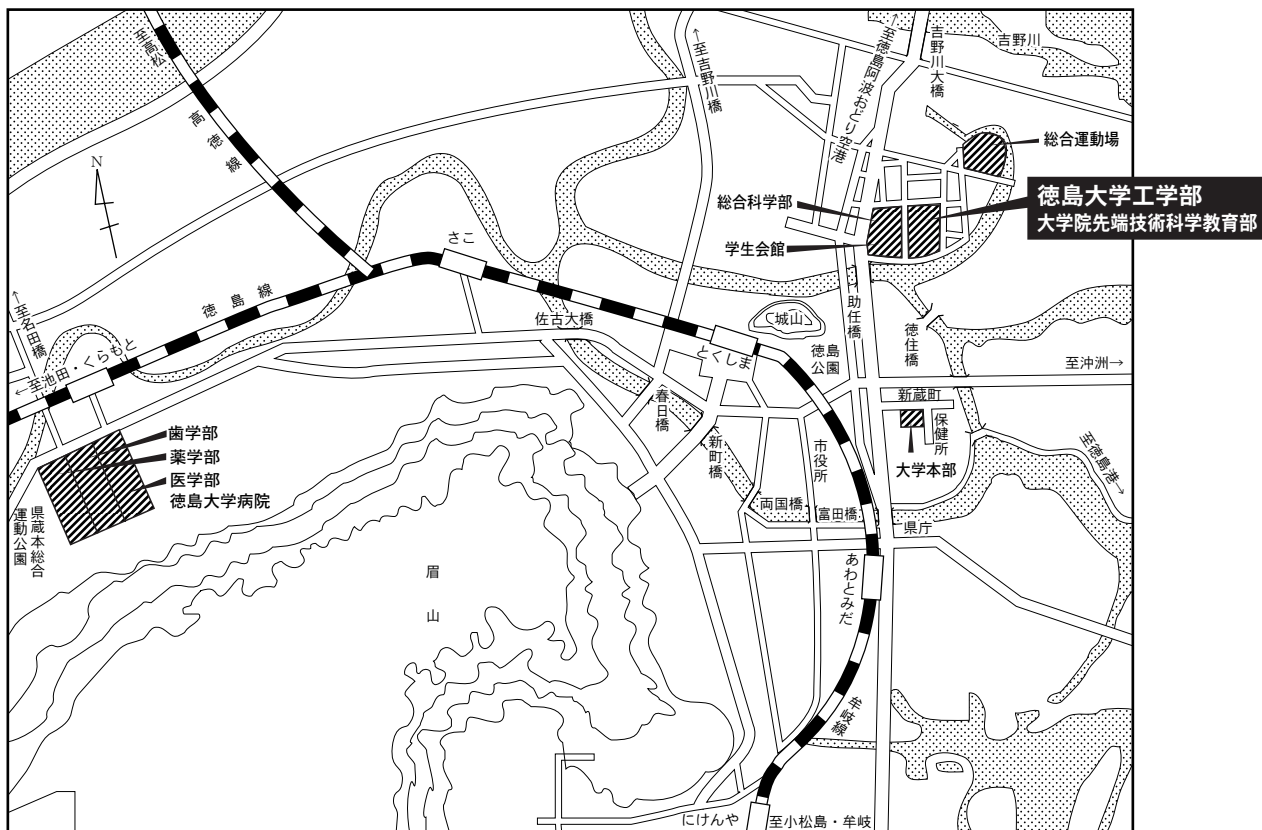 至高松
高徳線
↑至吉野川橋
↑至徳島阿波おどり空港
吉野川大橋
吉野川
総合運動場
徳島大学工学部
大学院先端技術科学教育部
総合科学部
学生会館
N
さこ
徳島線
↑至名田橋
←至池田・くらもと
佐古大橋
とくしま
城山
徳島
公園
助任橋
徳住橋
至沖洲→
新蔵町
保健所
大学本部
至徳島港→
春日橋
新町橋
市役所
両国橋
富田橋
県庁
歯学部
薬学部
医学部
徳島大学病院
県蔵本総合
運動公園
眉山
あわとみだ
牟岐線
にけんや
至小松島・牟岐